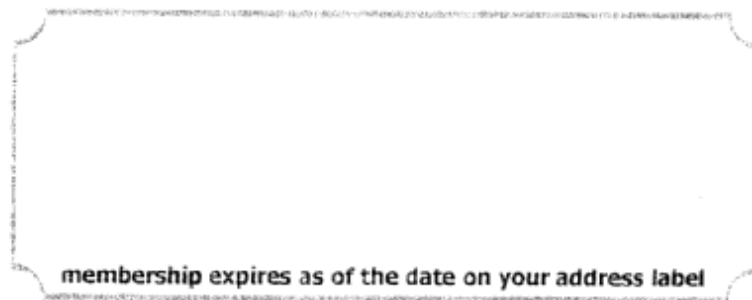 membership expires as of the date on your address label